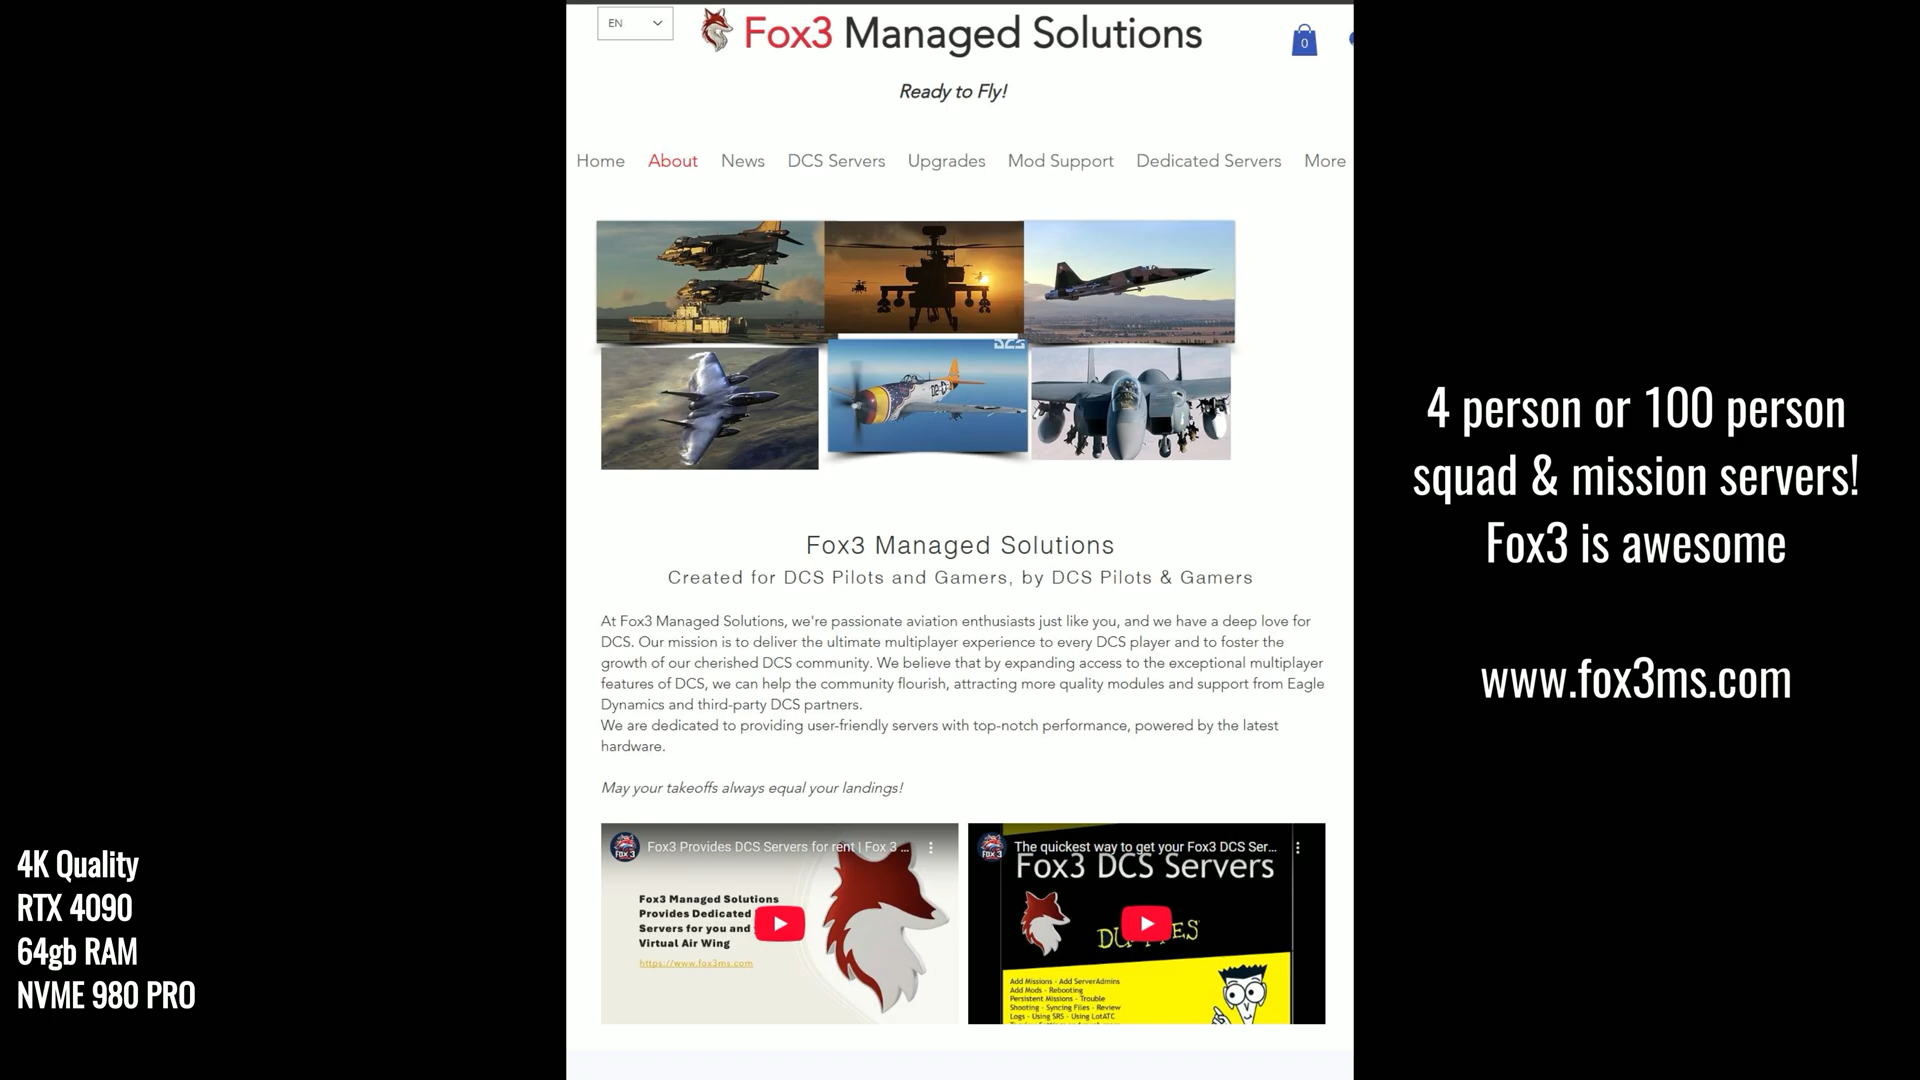 EN
Fox3 Managed Solutions
0
Ready to Fly!
Home About News DCS Servers Upgrades Mod Support Dedicated Servers More
DCS
Fox3 Managed Solutions
Created for DCS Pilots and Gamers, by DCS Pilots & Gamers
At Fox3 Managed Solutions, we're passionate aviation enthusiasts just like you, and we have a deep love for
DCS. Our mission is to deliver the ultimate multiplayer experience to every DCS player and to foster the
growth of our cherished DCS community. We believe that by expanding access to the exceptional multiplayer
features of DCS, we can help the community flourish, attracting more quality modules and support from Eagle
Dynamics and third-party DCS partners.
We are dedicated to providing user-friendly servers with top-notch performance, powered by the latest
hardware.
May your takeoffs always equal your landings!
Fox3 Provides DCS Servers for rent | Fox 3 ...
Fox3 Managed Solutions
Provides Dedicated
Servers for you and
Virtual Air Wing
https://www.fox3ms.com
The quickest way to get your Fox3 DCS Ser...
Fox3 DCS Servers
Add Missions - Add ServerAdmins
Add Mods - Rebooting
Persistent Missions - Trouble
Shooting - Syncing Files - Review
Logs - Using SRS - Using LotATC
4 person or 100 person
squad & mission servers!
Fox3 is awesome
www.fox3ms.com
4K Quality
RTX 4090
64gb RAM
NVME 980 PRO